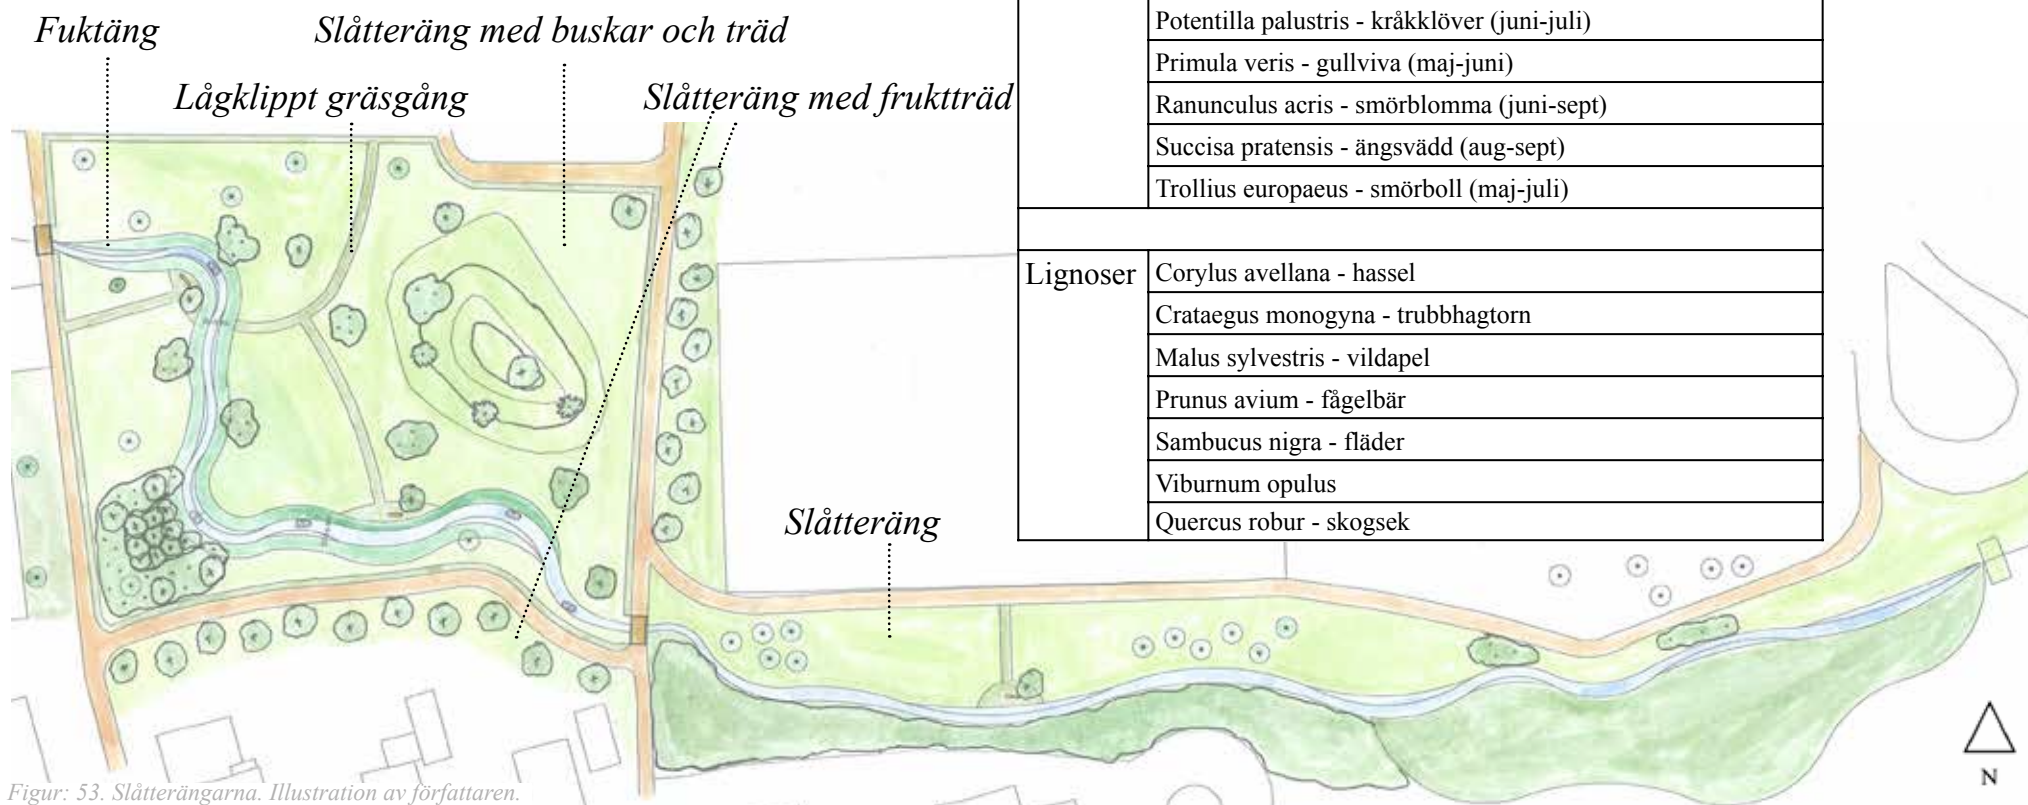 Fuktäng
Slåtteräng med buskar och träd
Lågklippt gräsgång
Slåtteräng med fruktträd
Potentilla palustris - kråkklöver (juni-juli)
Primula veris - gullviva (maj-juni)
Ranunculus acris - smörblomma (juni-sept)
Succisa pratensis - ängsvädd (aug-sept)
Trollius europaeus - smörboll (maj-juli)
Lignoser
Corylus avellana - hassel
Crataegus monogyna - trubbhagtorn
Malus sylvestris - vildapel
Prunus avium - fågelbär
Sambucus nigra - fläder
Viburnum opulus
Quercus robur - skogsek
Slåtteräng
N
Figur: 53. Slåtterängarna. Illustration av författaren.